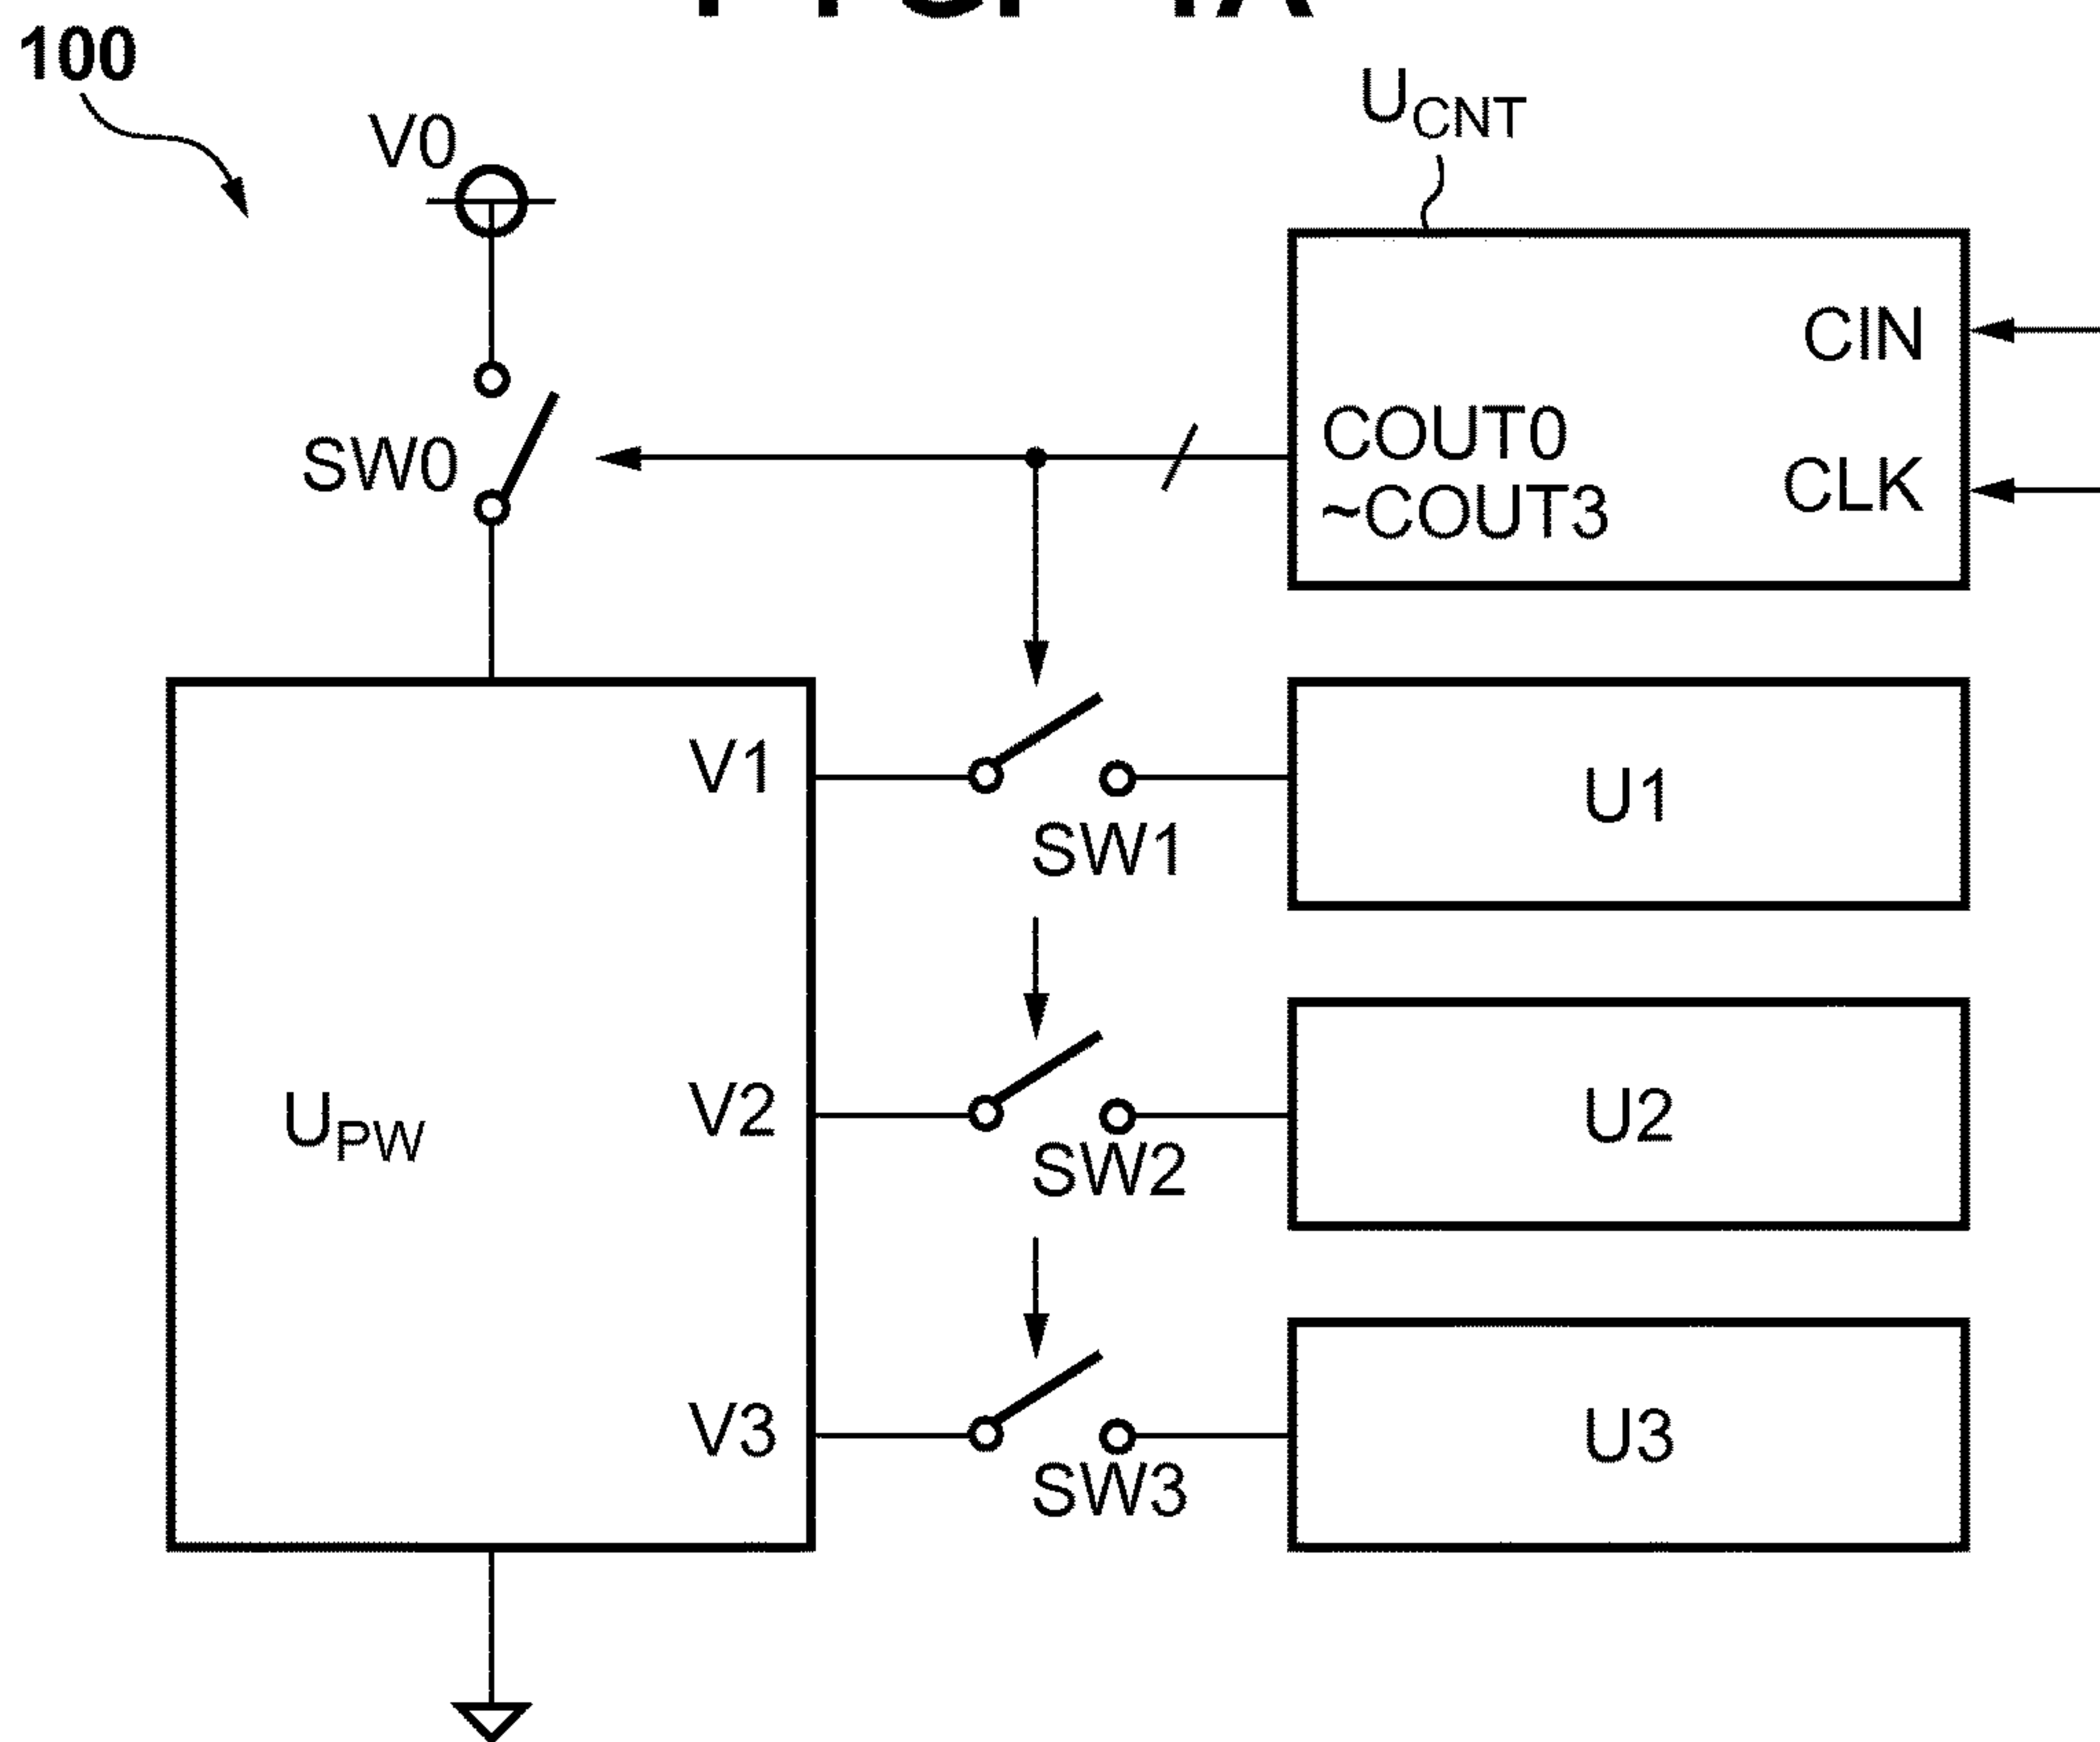 100
V0
UCNT
CIN
COUT0
~COUT3
CLK
SW0
V1
U1
SW1
UPW
V2
U2
SW2
V3
U3
SW3